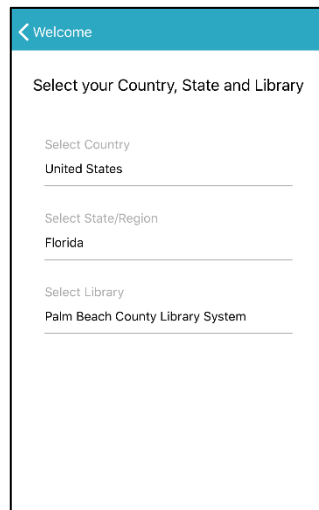 Welcome
Select your Country, State and Library
Select Country
United States
Select State/Region
Florida
Select Library
Palm Beach County Library System